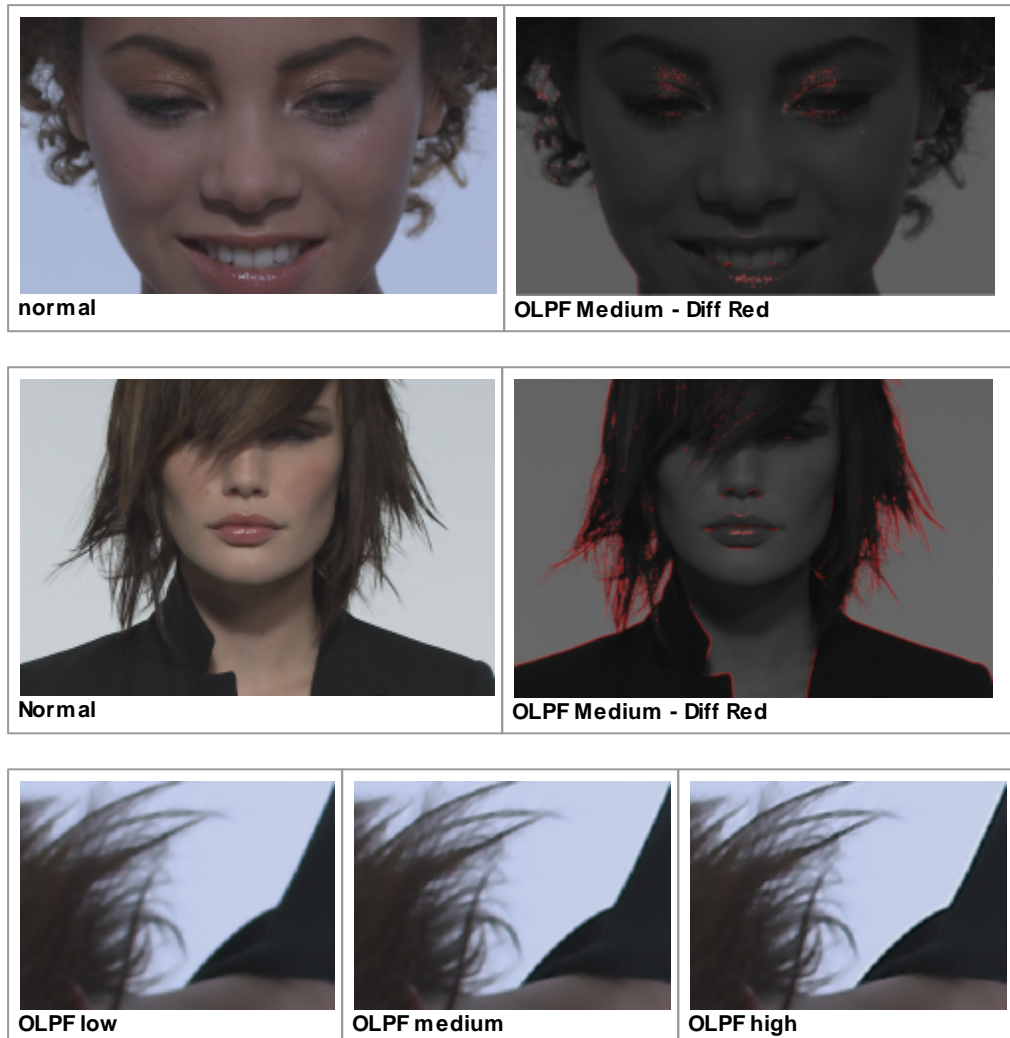 normal
OLPF Medium - Diff Red
Normal
OLPF Medium - Diff Red
OLPF low
OLPF medium
OLPF high